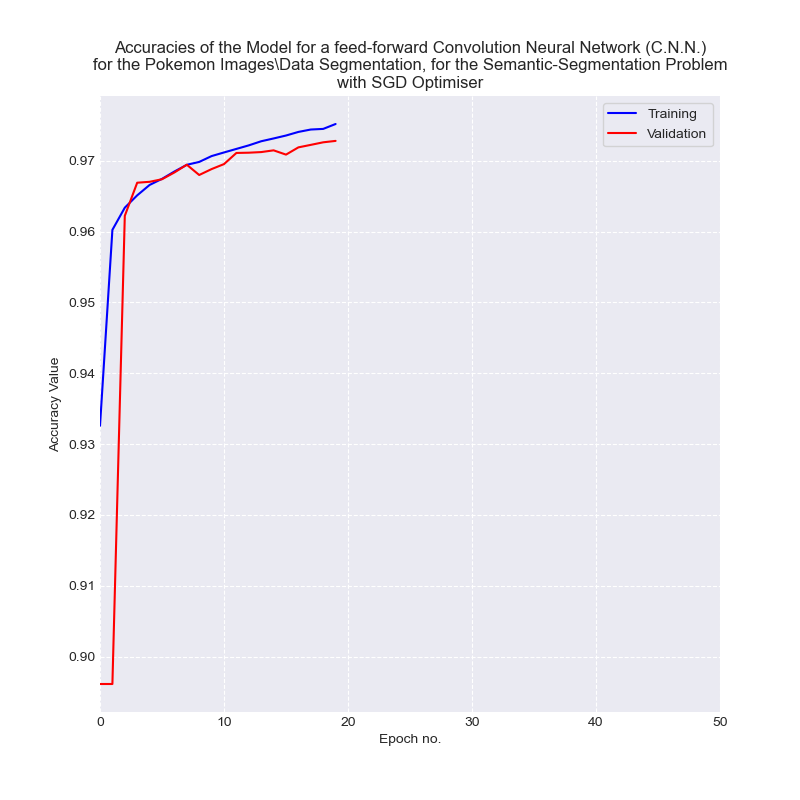 Accuracies of the Model for a feed-forward Convolution Neural Network (C.N.N.)
for the Pokemon Images\Data Segmentation, for the Semantic-Segmentation Problem
with SGD Optimiser
Training
Validation
0.97
0.96
0.95
0.94
0.93
0.92
0.91
0.90
Accuracy Value
0 10 20 30 40 50
Epoch no.